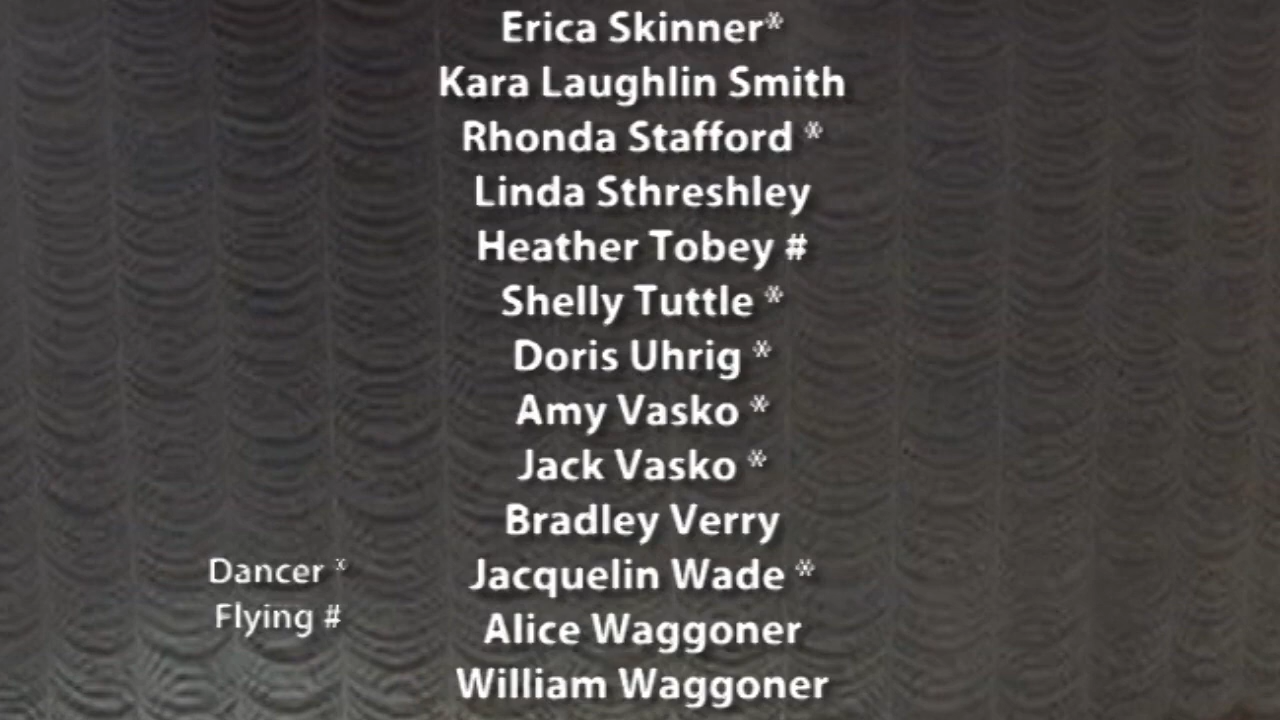 Erica Skinner*
Kara Laughlin Smith
Rhonda Stafford *
Linda Sthreshley
Heather Tobey #
Shelly Tuttle *
Doris Uhrig *
Amy Vasko *
Jack Vasko *
Bradley Verry
Jacquelin Wade *
Alice Waggoner
William Waggoner
Dancer *
Flying #